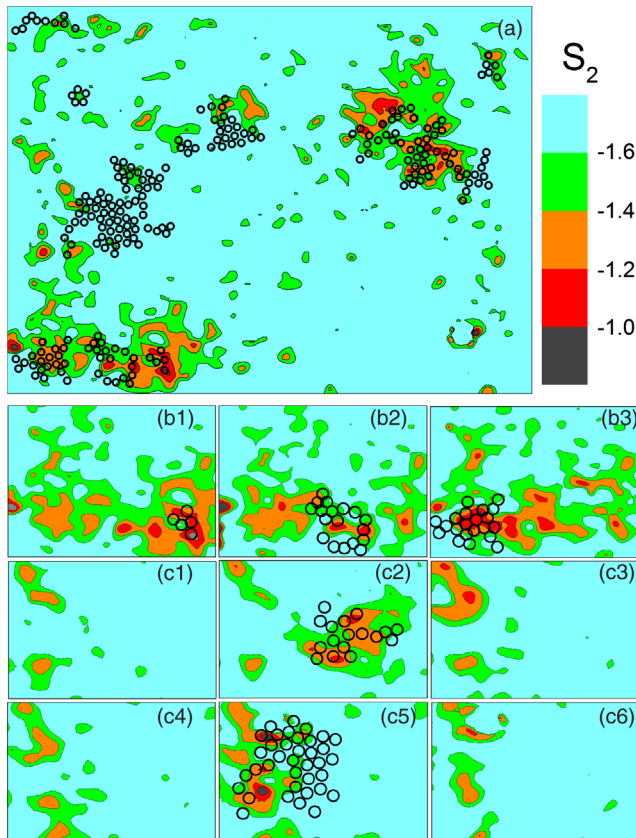 (a)
S₂
-1.6
-1.4
-1.2
-1.0
(b1) (b2) (b3)
(c1) (c2) (c3)
(c4) (c5) (c6)